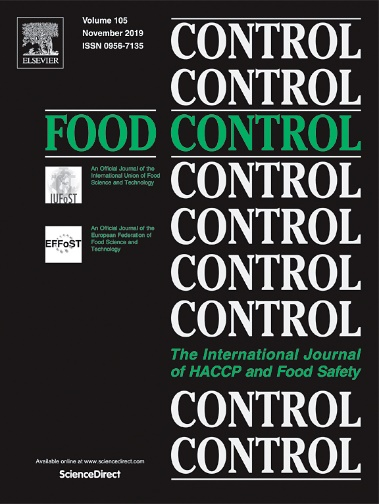 Volume 105
November 2019
ISSN 0956-7135
ELSEVIER
CONTROL
CONTROL
FOOD CONTROL
An Official Journal of the
International Union of Food
Science and Technology
IUFoST
CONTROL
An Official Journal of the
European Federation of
Food Science and
Technology
EFFoST
CONTROL
CONTROL
CONTROL
The International Journal
of HACCP and Food Safety
CONTROL
CONTROL
Available online at www.sciencedirect.com
ScienceDirect